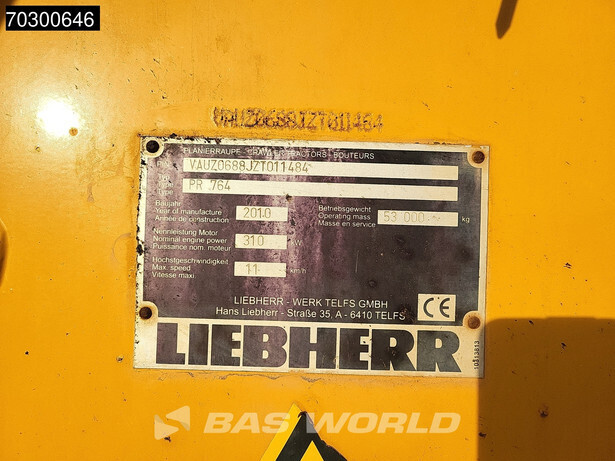 70300646
VAUZ0688JZT011484
PLANIERRAUPE - CRAWLER TRACTORS - BOUTEURS
VAUZ0688JZT011484
Type
PR 764
Type
Baujahr
Year of manufacture 2010
Année de construction
Betriebsgewicht
Operating mass 53 000 kg
Masse en service
Nennleistung Motor
Nominal engine power 310
Puissance nom. moteur
Höchstgeschwindigkeit
Max. speed 11 km/h
Vitesse maxi.
LIEBHERR - WERK TELFS GMBH
Hans Liebherr - Straße 35, A - 6410 TELFS
CE
LIEBHERR
BAS WORLD